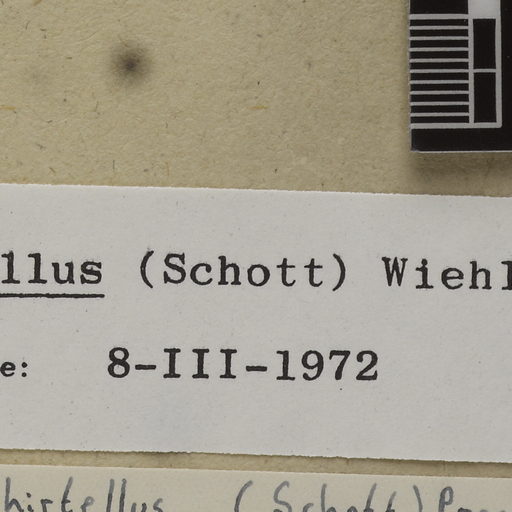 llus (Schott) Wiehl
e: 8-III-1972
hirtellus (Schott)